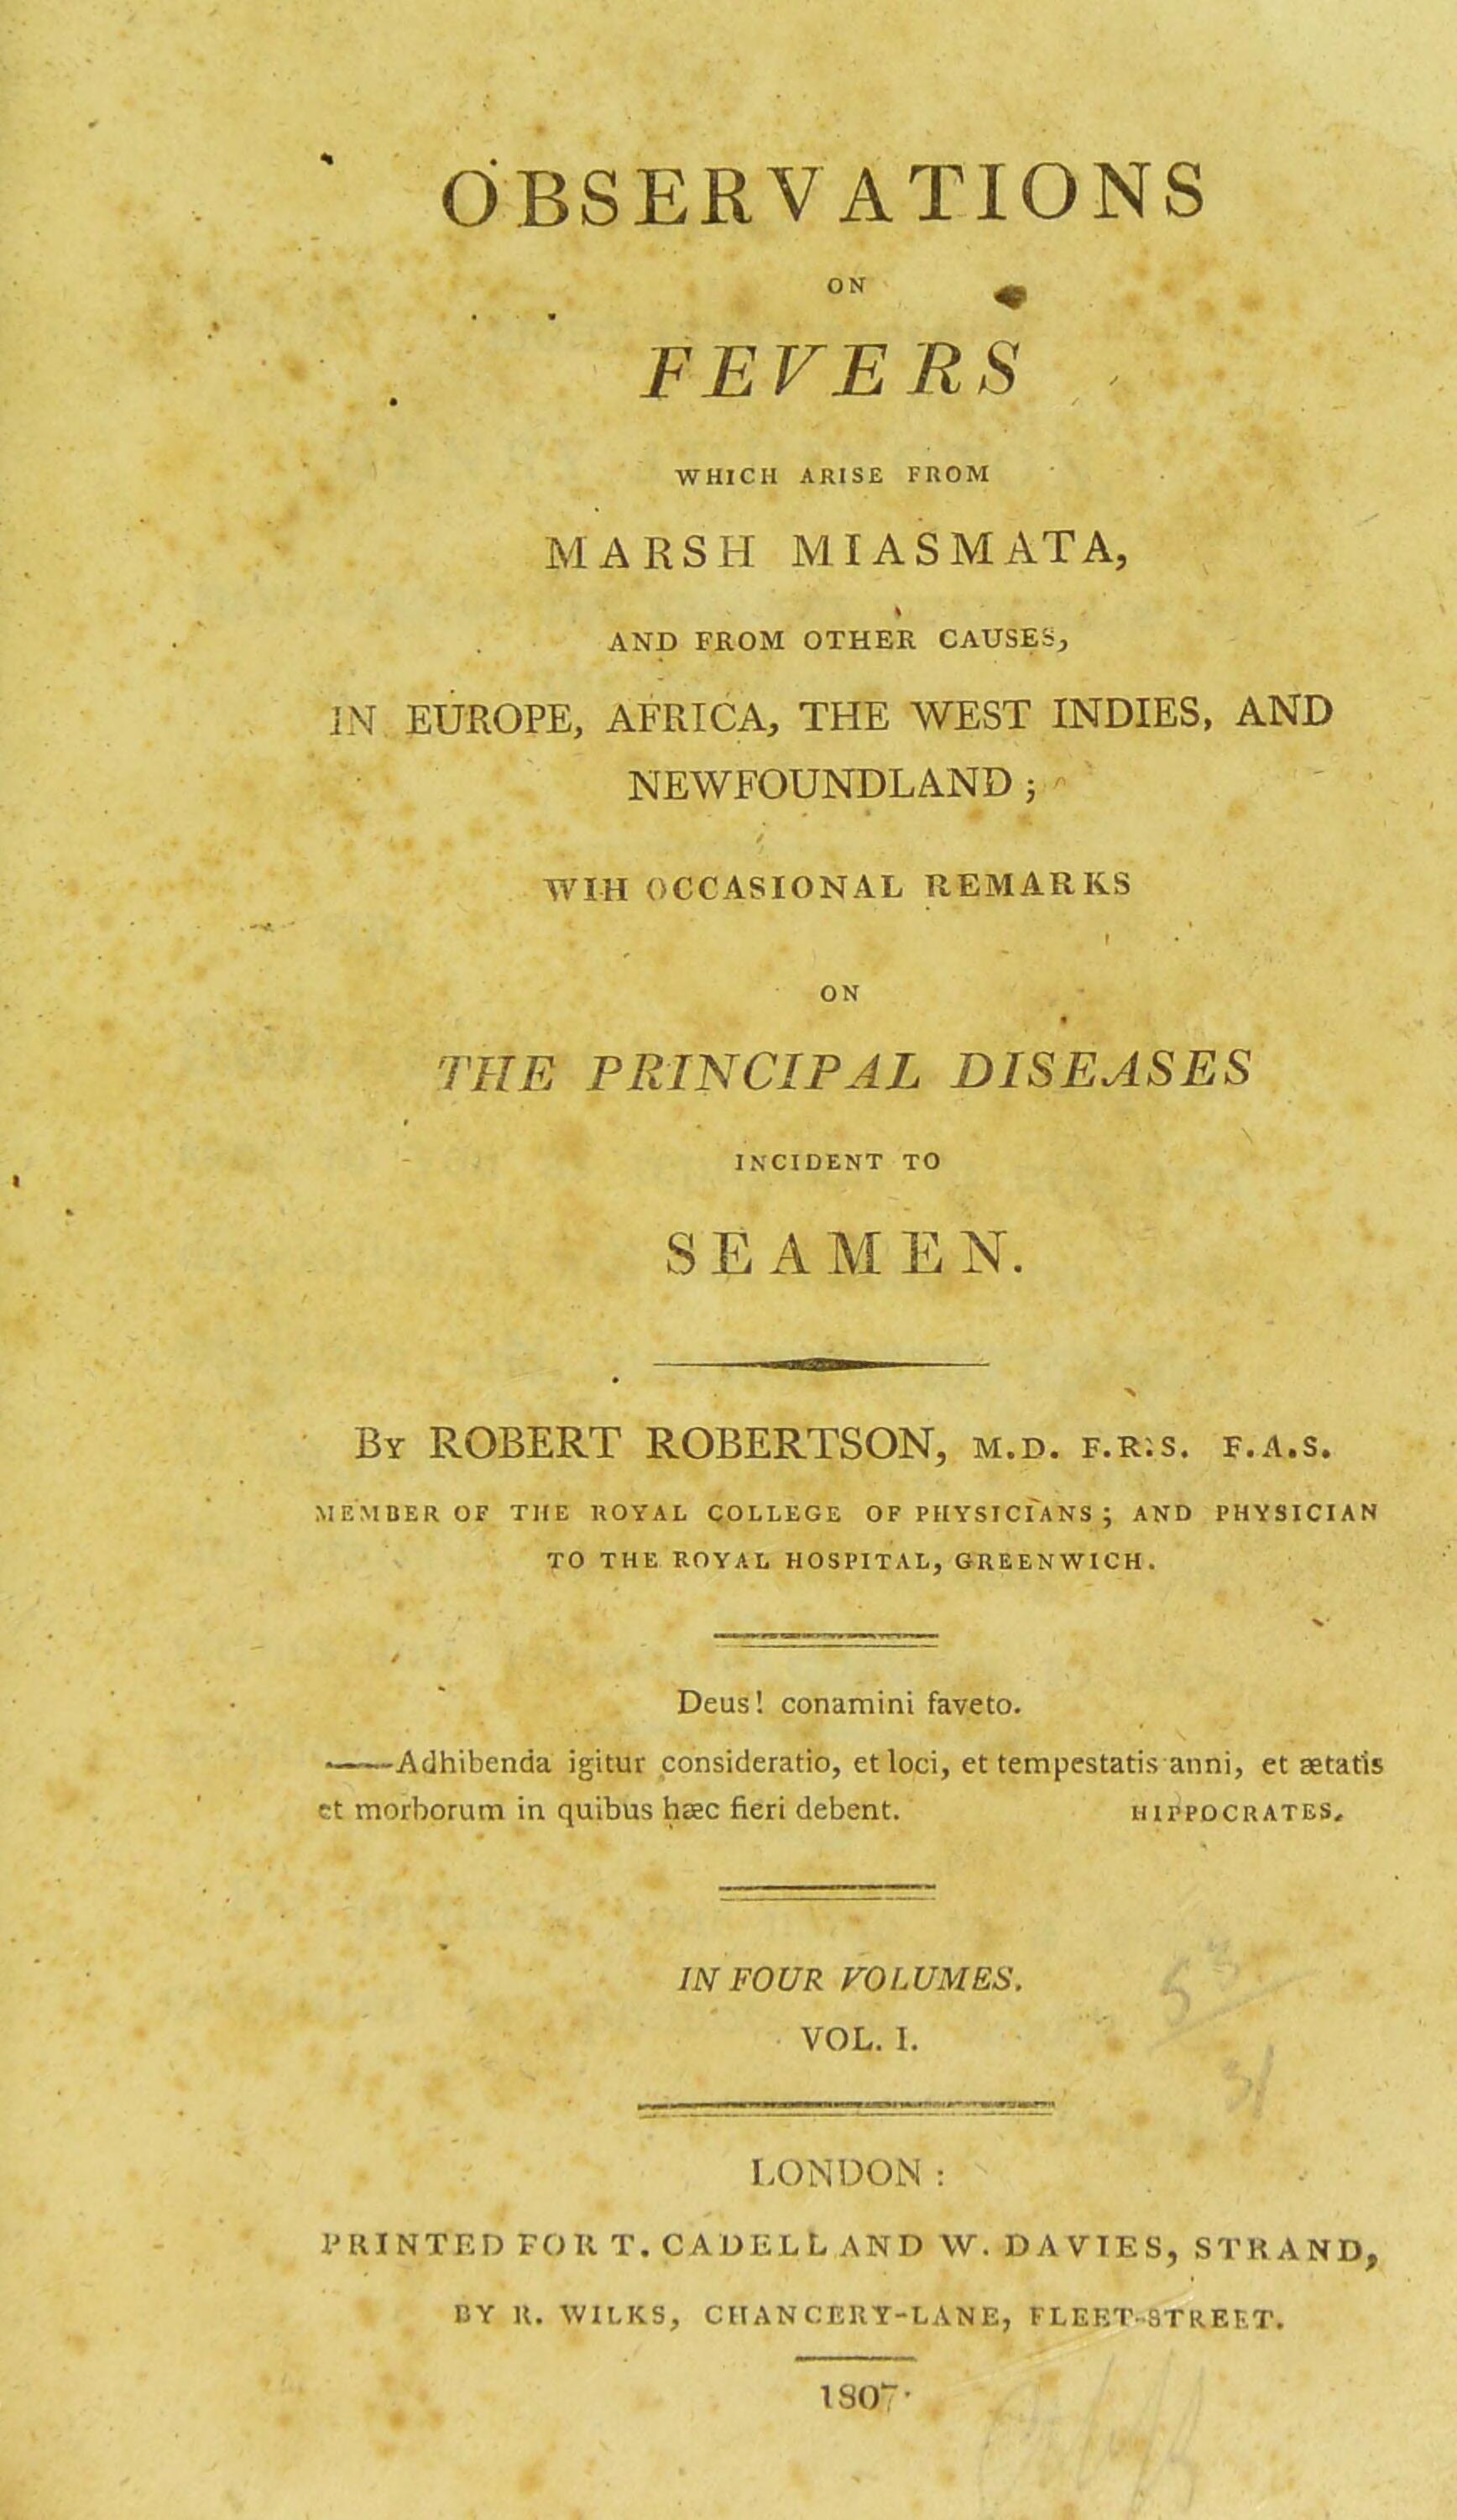 OBSERVATIONS
ON
FEVERS
WHICH ARISE FROM
MARSH MIASMATA,
AND FROM OTHER CAUSES,
IN EUROPE, AFRICA, THE WEST INDIES, AND
NEWFOUNDLAND;
WIH OCCASIONAL REMARKS
ON
THE PRINCIPAL DISEASES
INCIDENT TO
SEAMEN.
BY ROBERT ROBERTSON, M.D. F.R.S. F.A.S.
MEMBER OF THE ROYAL COLLEGE OF PHYSICIANS; AND PHYSICIAN
TO THE ROYAL HOSPITAL, GREENWICH.
Deus! conamini faveto.
——Adhibenda igitur consideratio, et loci, et tempestatis anni, et ætatis
et morborum in quibus hæc fieri debent. HIPPOCRATES.
IN FOUR VOLUMES.
VOL. I.
LONDON:
PRINTED FOR T. CADELL AND W. DAVIES, STRAND,
BY R. WILKS, CHANCERY-LANE, FLEET-STREET.
1807.